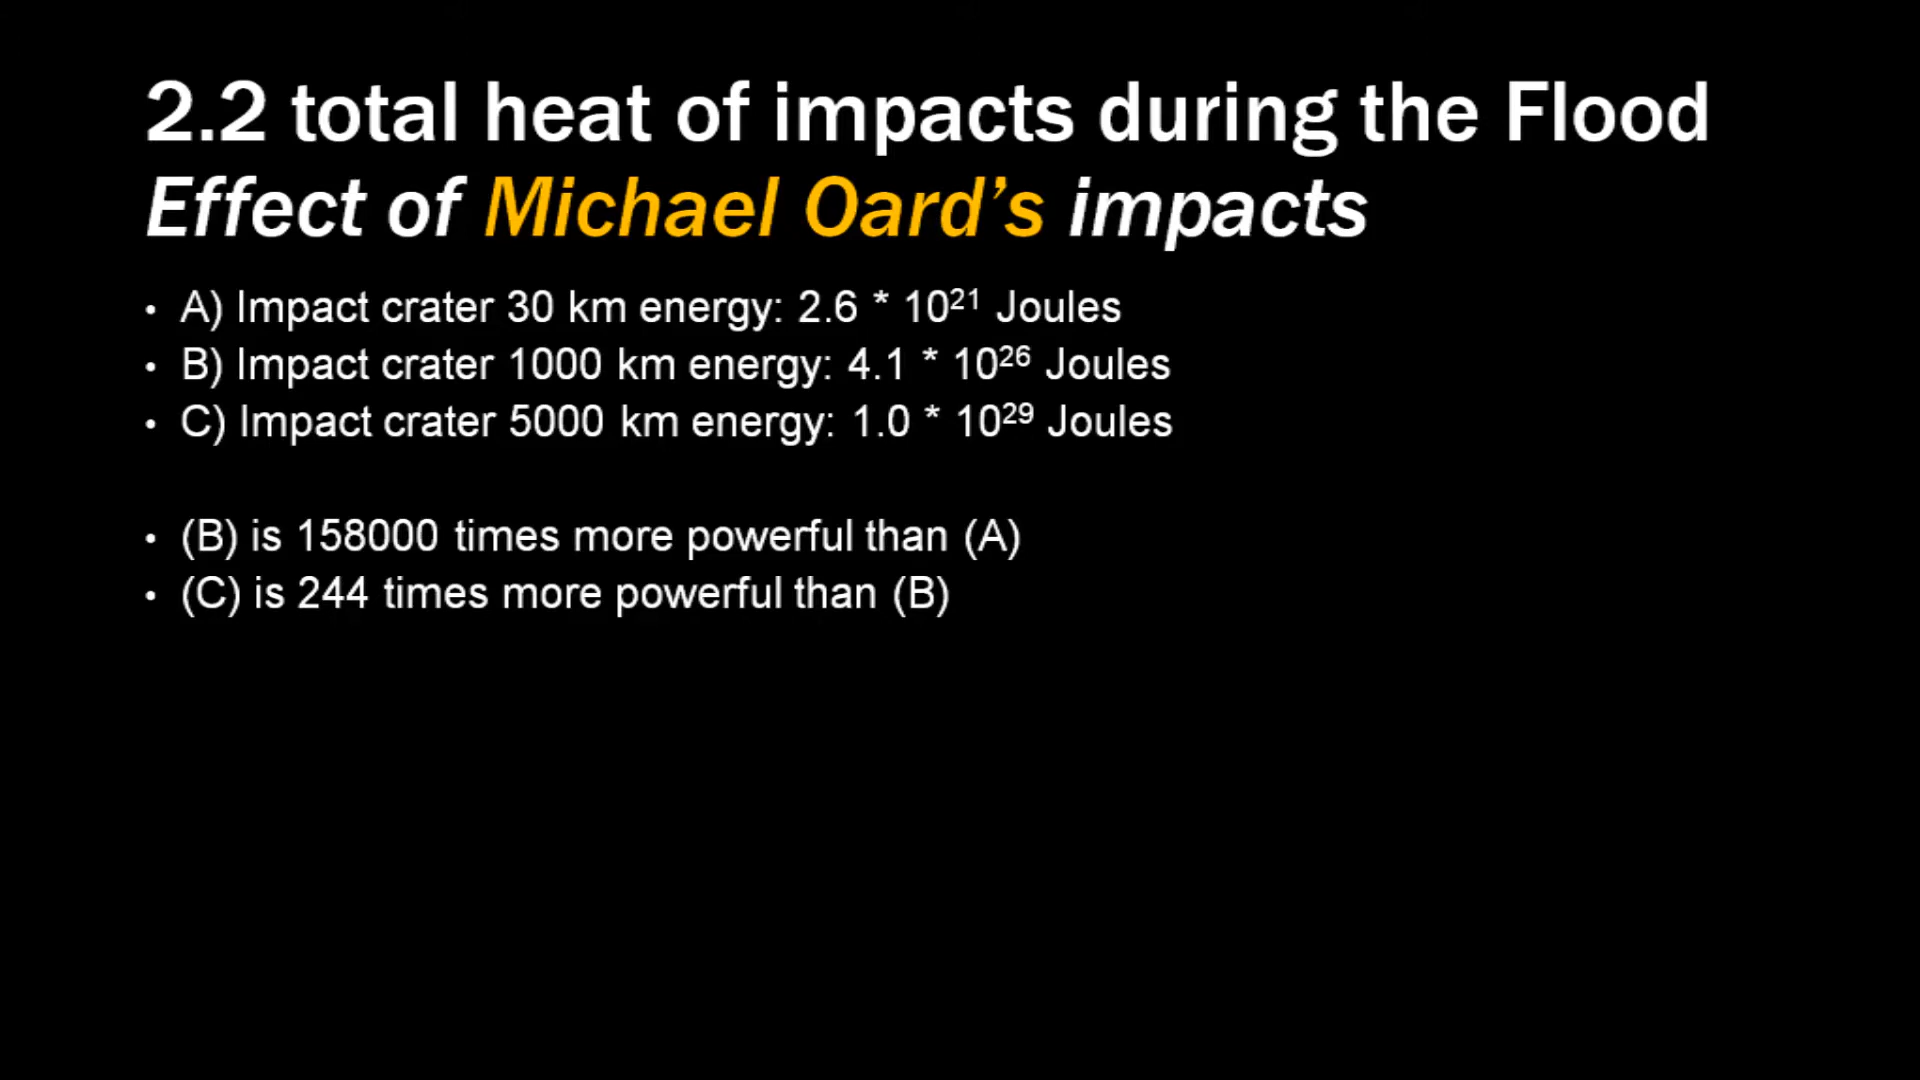 2.2 total heat of impacts during the Flood
Effect of Michael Oard's impacts
• A) Impact crater 30 km energy: 2.6 * 10²¹ Joules
• B) Impact crater 1000 km energy: 4.1 * 10²⁶ Joules
• C) Impact crater 5000 km energy: 1.0 * 10²⁹ Joules
• (B) is 158000 times more powerful than (A)
• (C) is 244 times more powerful than (B)